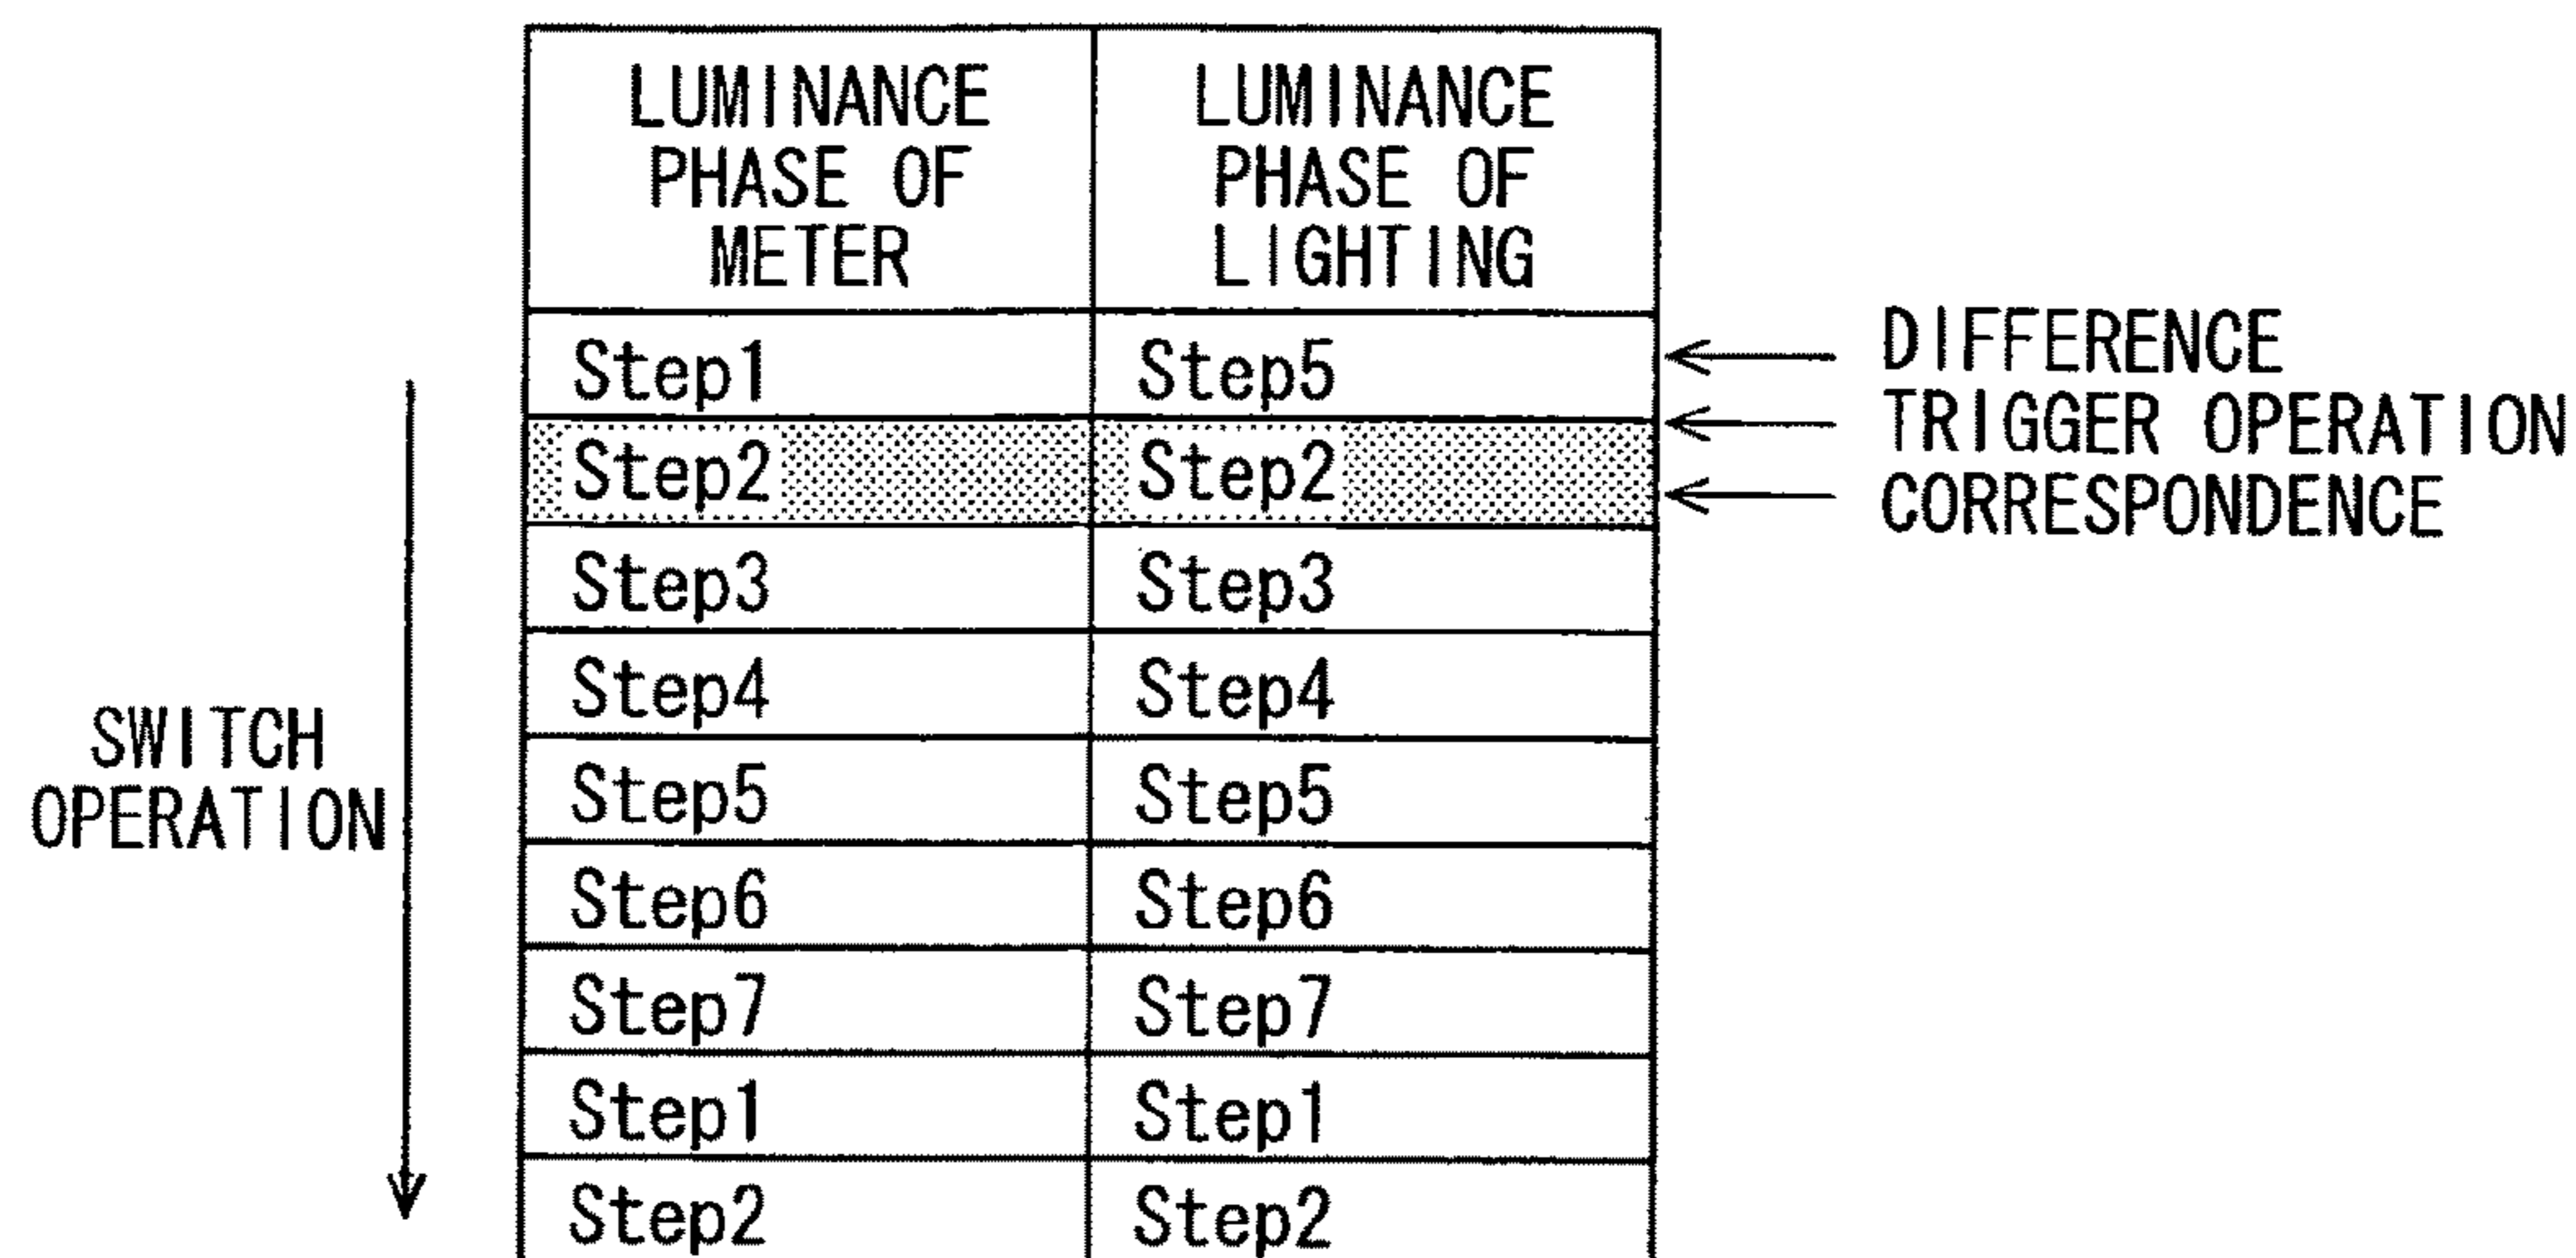 LUMINANCE PHASE OF METER
LUMINANCE PHASE OF LIGHTING
Step1 Step5
DIFFERENCE
TRIGGER OPERATION
Step2 Step2
CORRESPONDENCE
Step3 Step3
Step4 Step4
SWITCH
OPERATION
Step5 Step5
Step6 Step6
Step7 Step7
Step1 Step1
Step2 Step2